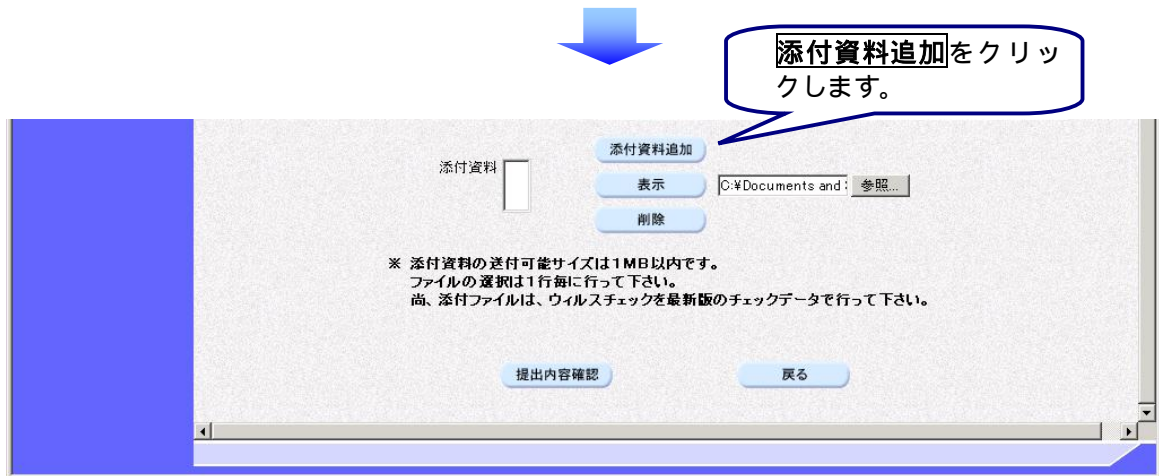 添付資料追加をクリッ
クします。
添付資料追加
添付資料
表示
C:¥Documents and
参照...
削除
※ 添付資料の送付可能サイズは1MB以内です。
ファイルの選択は1行毎に行って下さい。
尚、添付ファイルは、ウィルスチェックを最新版のチェックデータで行って下さい。
提出内容確認
戻る